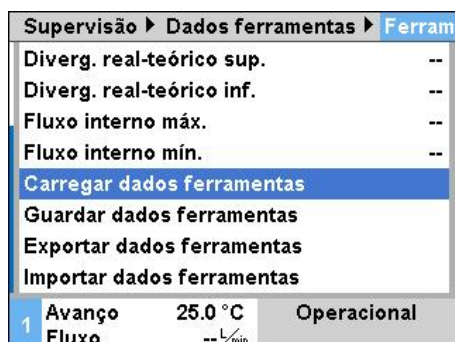 Supervisão Dados ferramentas Ferram
Diverg. real-teórico sup. --
Diverg. real-teórico inf. --
Fluxo interno máx. --
Fluxo interno mín. --
Carregar dados ferramentas
Guardar dados ferramentas
Exportar dados ferramentas
Importar dados ferramentas
1 Avanço 25.0 °C Operacional
Fluxo -- L/min